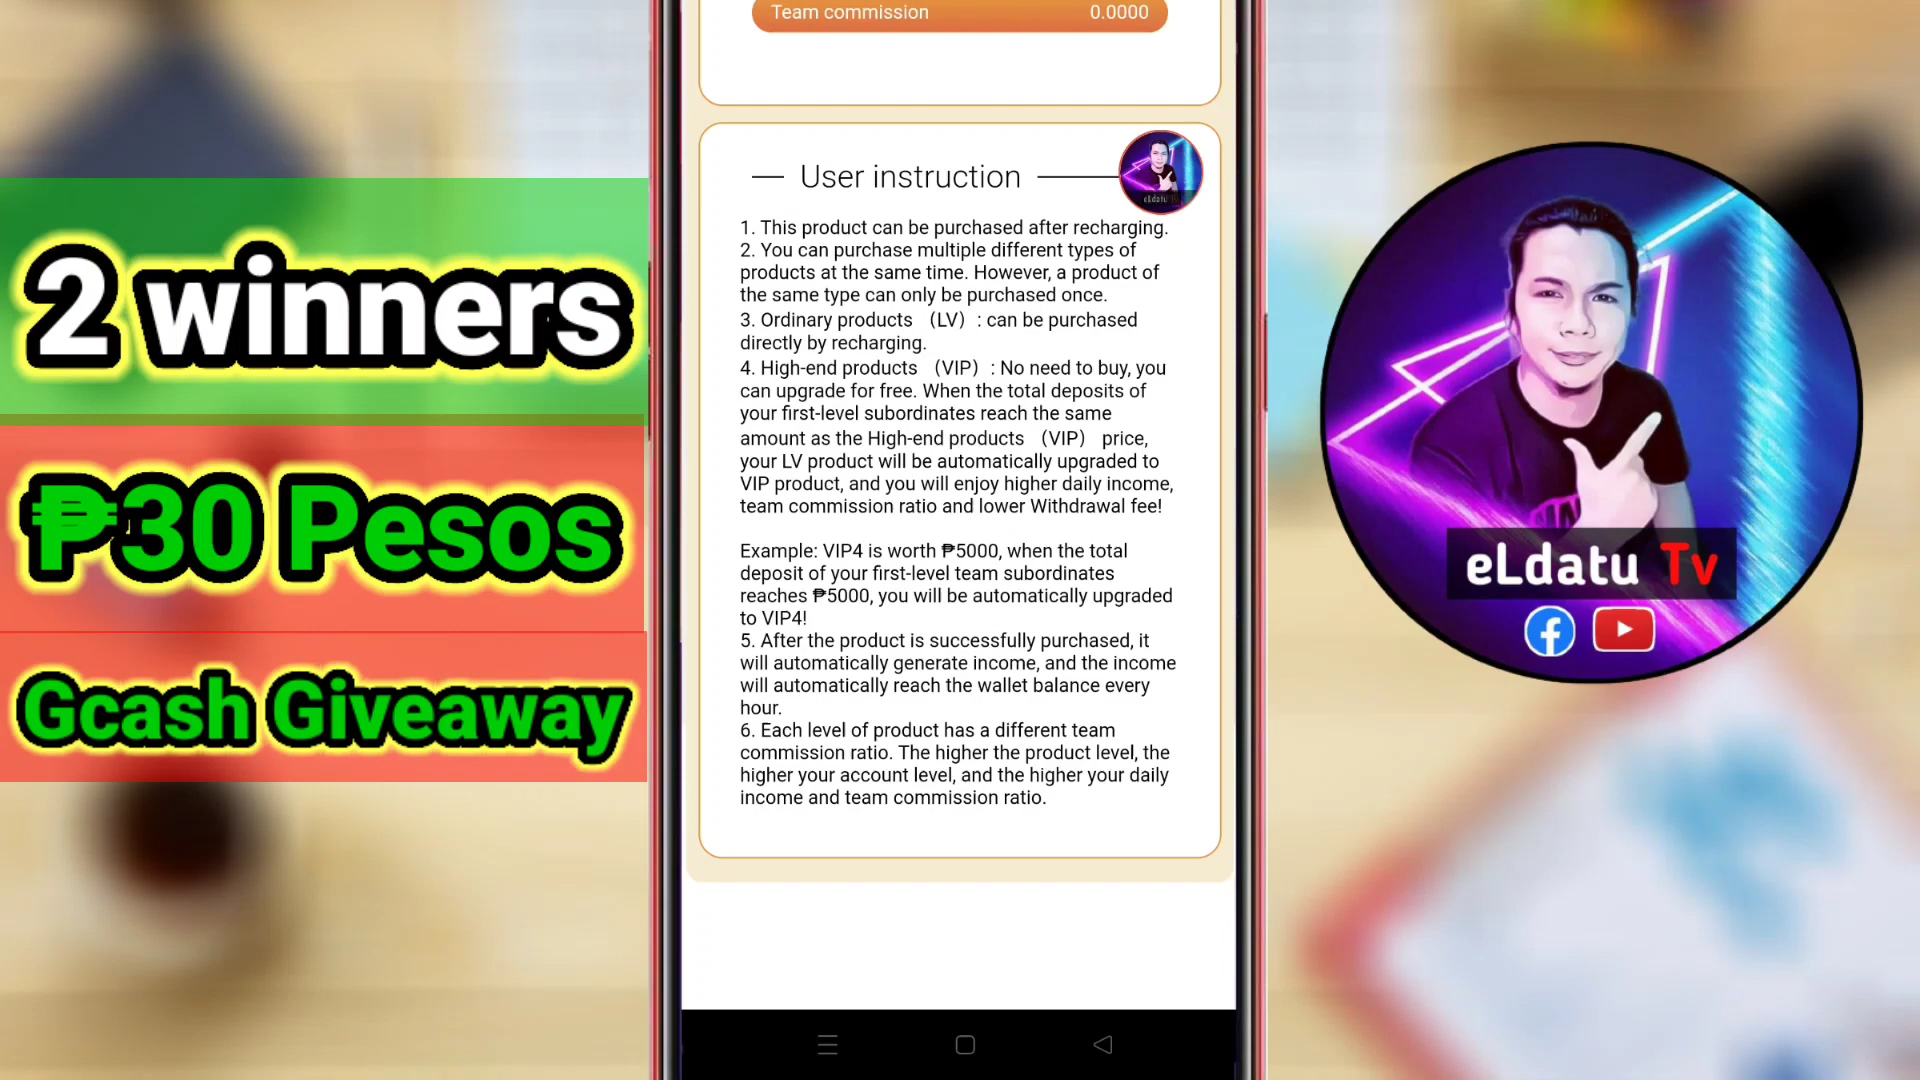 Team commission 0.0000
2 winners
₱30 Pesos
Gcash Giveaway
User instruction
eLdatu
1. This product can be purchased after recharging.
2. You can purchase multiple different types of
products at the same time. However, a product of
the same type can only be purchased once.
3. Ordinary products （LV）: can be purchased
directly by recharging.
4. High-end products （VIP）: No need to buy, you
can upgrade for free. When the total deposits of
your first-level subordinates reach the same
amount as the High-end products （VIP） price,
your LV product will be automatically upgraded to
VIP product, and you will enjoy higher daily income,
team commission ratio and lower Withdrawal fee!
Example: VIP4 is worth ₱5000, when the total
deposit of your first-level team subordinates
reaches ₱5000, you will be automatically upgraded
to VIP4!
5. After the product is successfully purchased, it
will automatically generate income, and the income
will automatically reach the wallet balance every
hour.
6. Each level of product has a different team
commission ratio. The higher the product level, the
higher your account level, and the higher your daily
income and team commission ratio.
eLdatu Tv